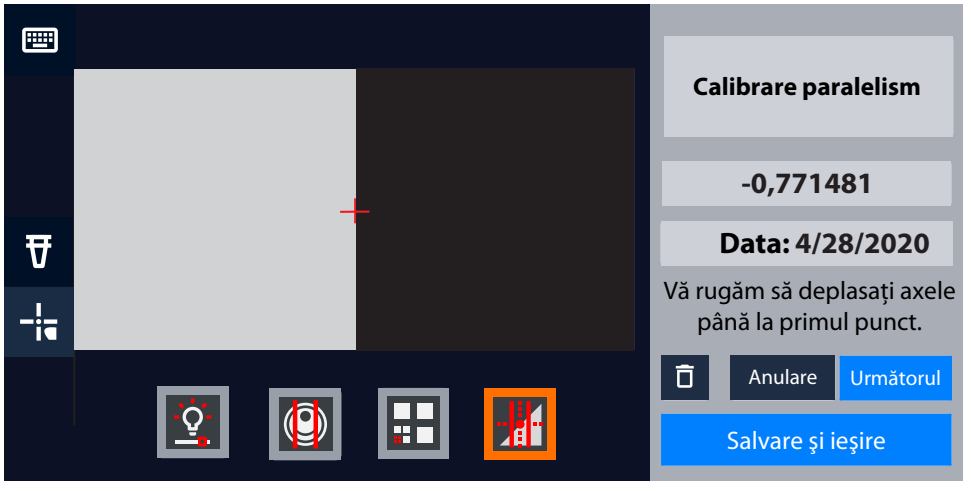 Calibrare paralelism
-0,771481
Data: 4/28/2020
Vă rugăm să deplasați axele
până la primul punct.
Anulare
Următorul
Salvare şi ieşire